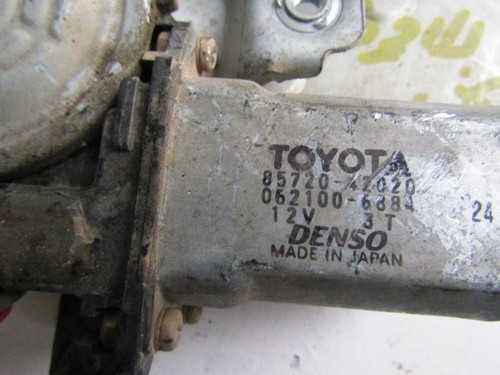 TOYOTA
85720-42020
062100-6884
12V 3T 24
DENSO
MADE IN JAPAN